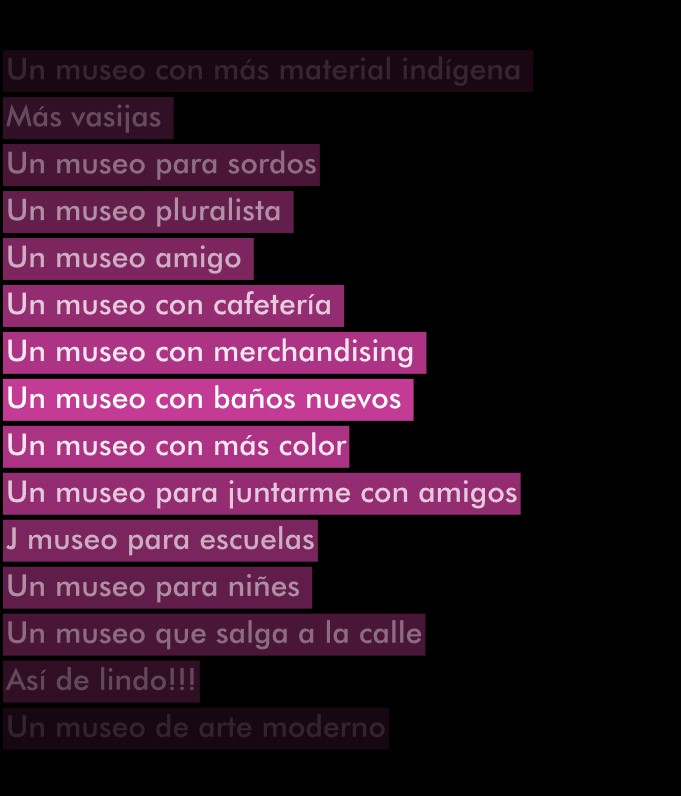 Un museo con más material indígena
Más vasijas
Un museo para sordos
Un museo pluralista
Un museo amigo
Un museo con cafetería
Un museo con merchandising
Un museo con baños nuevos
Un museo con más color
Un museo para juntarme con amigos
J museo para escuelas
Un museo para niñes
Un museo que salga a la calle
Así de lindo!!!
Un museo de arte moderno